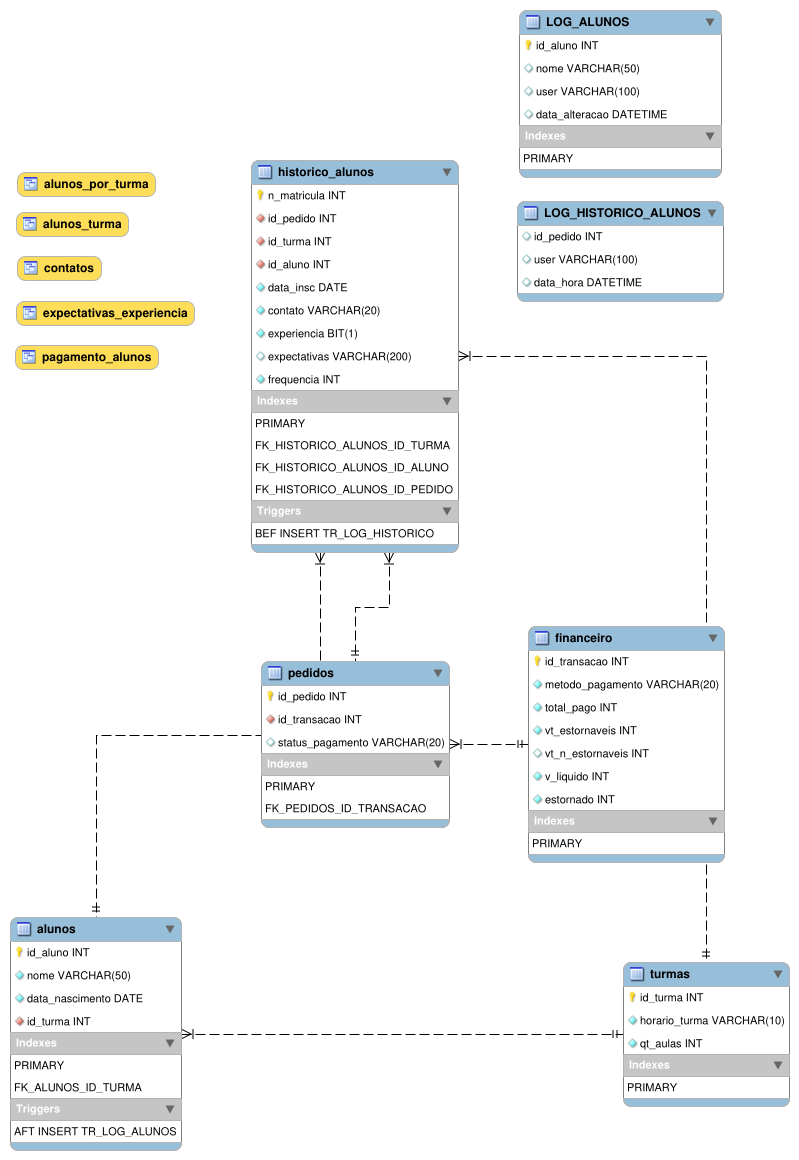 LOG_ALUNOS
id_aluno INT
nome VARCHAR(50)
user VARCHAR(100)
data_alteracao DATETIME
Indexes
PRIMARY
LOG_HISTORICO_ALUNOS
id_pedido INT
user VARCHAR(100)
data_hora DATETIME
alunos_por_turma
alunos_turma
contatos
expectativas_experiencia
pagamento_alunos
historico_alunos
n_matricula INT
id_pedido INT
id_turma INT
id_aluno INT
data_insc DATE
contato VARCHAR(20)
experiencia BIT(1)
expectativas VARCHAR(200)
frequencia INT
Indexes
PRIMARY
FK_HISTORICO_ALUNOS_ID_TURMA
FK_HISTORICO_ALUNOS_ID_ALUNO
FK_HISTORICO_ALUNOS_ID_PEDIDO
Triggers
BEF INSERT TR_LOG_HISTORICO
pedidos
id_pedido INT
id_transacao INT
status_pagamento VARCHAR(20)
Indexes
PRIMARY
FK_PEDIDOS_ID_TRANSACAO
financeiro
id_transacao INT
metodo_pagamento VARCHAR(20)
total_pago INT
vt_estornaveis INT
vt_n_estornaveis INT
v_liquido INT
estornado INT
Indexes
PRIMARY
alunos
id_aluno INT
nome VARCHAR(50)
data_nascimento DATE
id_turma INT
Indexes
PRIMARY
FK_ALUNOS_ID_TURMA
Triggers
AFT INSERT TR_LOG_ALUNOS
turmas
id_turma INT
horario_turma VARCHAR(10)
qt_aulas INT
Indexes
PRIMARY